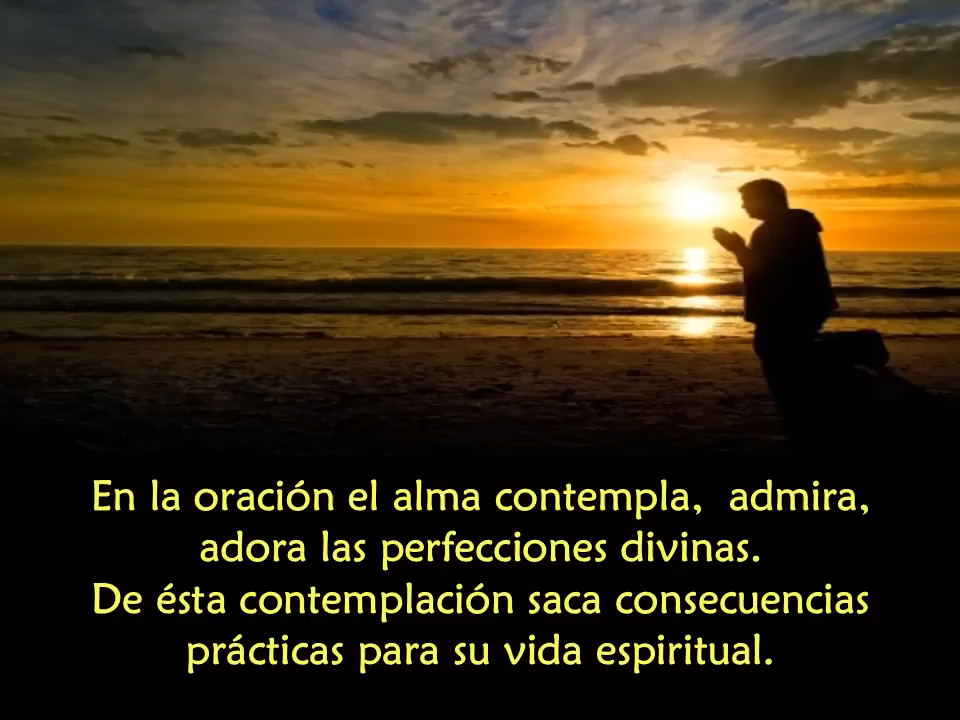 En la oración el alma contempla,  admira,
adora las perfecciones divinas.
De ésta contemplación saca consecuencias
prácticas para su vida espiritual.